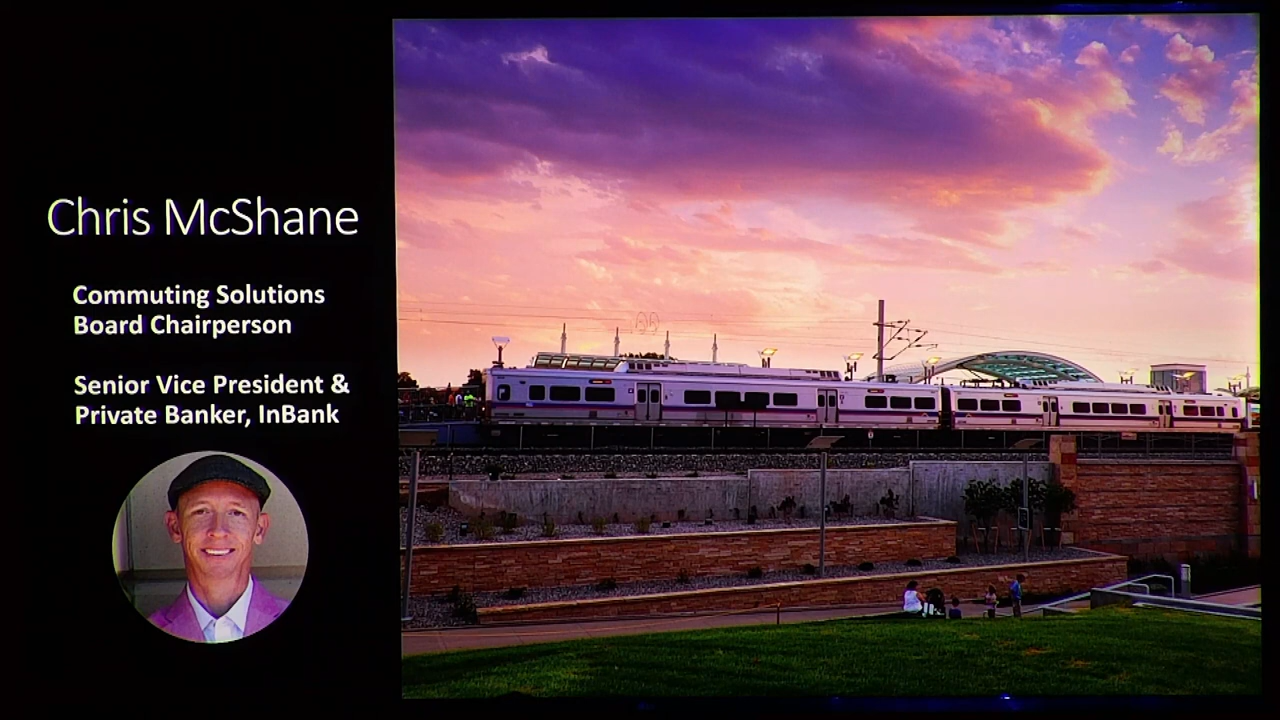 Chris McShane
Commuting Solutions
Board Chairperson
Senior Vice President &
Private Banker, InBank